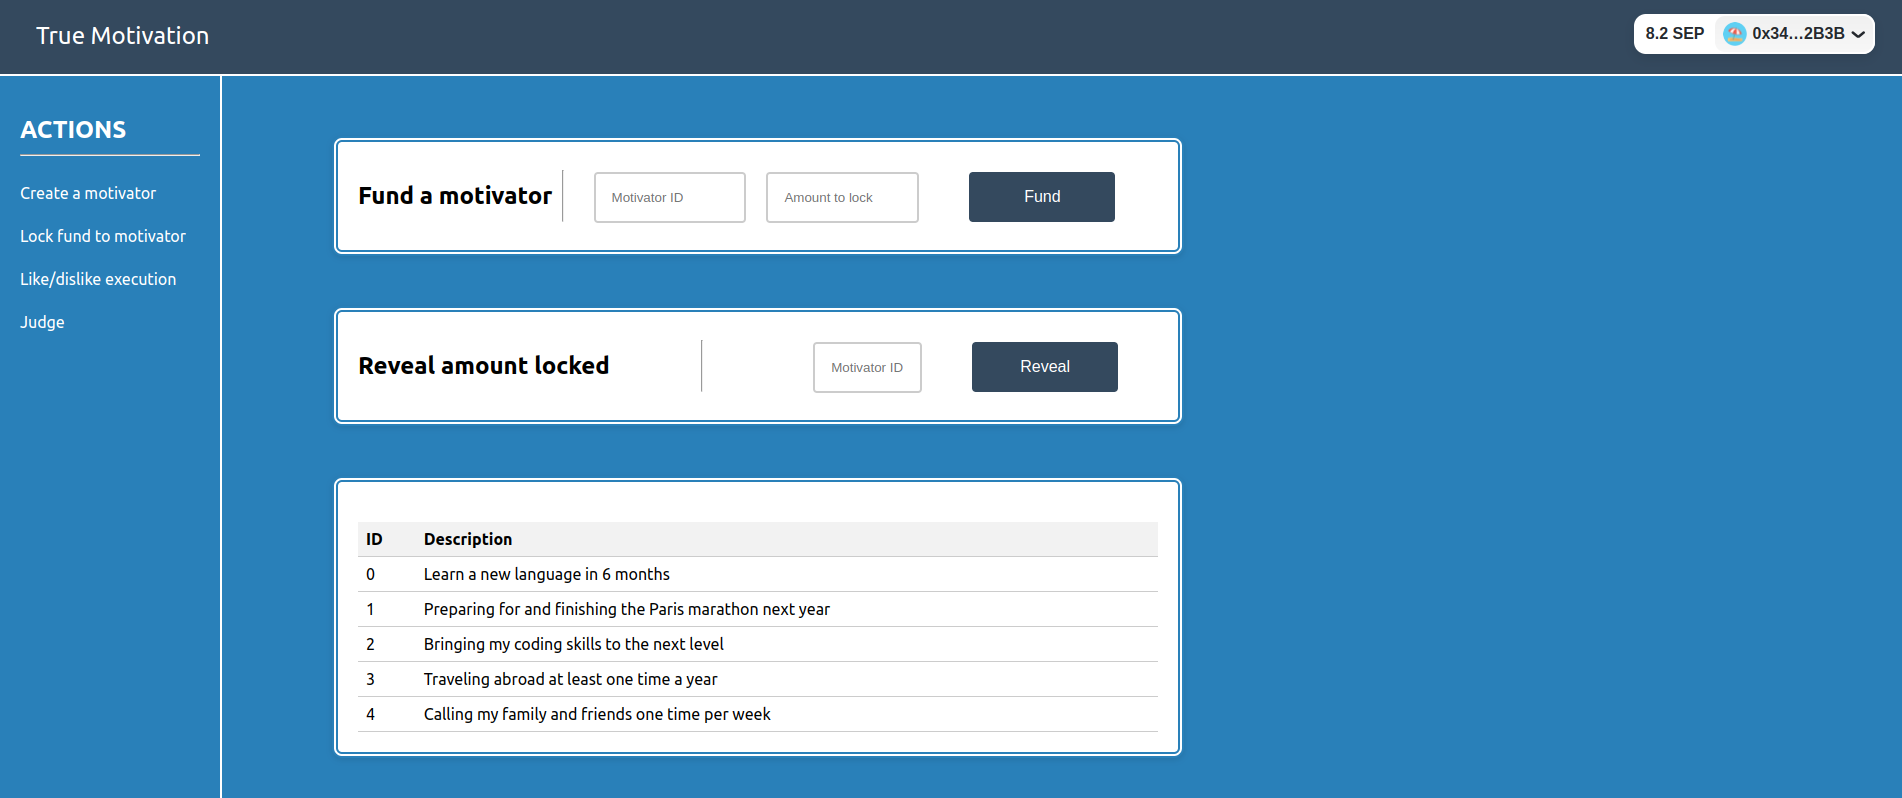 True Motivation
8.2 SEP 0x34...2B3B
ACTIONS
Create a motivator
Lock fund to motivator
Like/dislike execution
Judge
Fund a motivator Motivator ID Amount to lock Fund
Reveal amount locked Motivator ID Reveal
ID Description
0 Learn a new language in 6 months
1 Preparing for and finishing the Paris marathon next year
2 Bringing my coding skills to the next level
3 Traveling abroad at least one time a year
4 Calling my family and friends one time per week